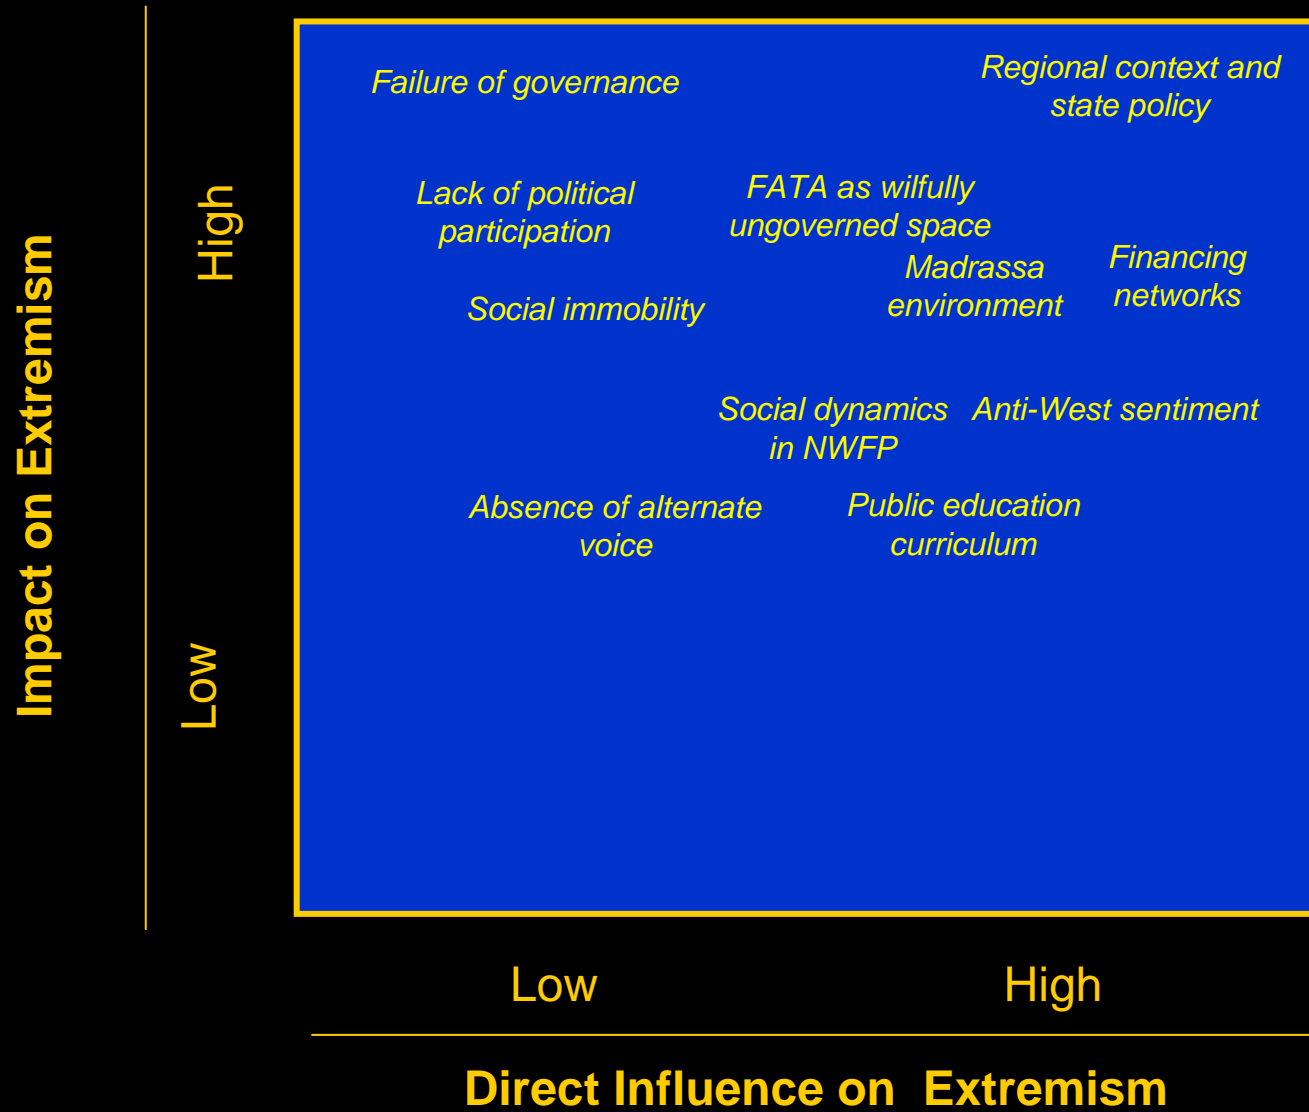 Impact on Extremism
High
Low
Failure of governance
Regional context and
state policy
Lack of political
participation
FATA as wilfully
ungoverned space
Madrassa
environment
Financing
networks
Social immobility
Social dynamics
in NWFP
Anti-West sentiment
Absence of alternate
voice
Public education
curriculum
Low
High
Direct Influence on Extremism